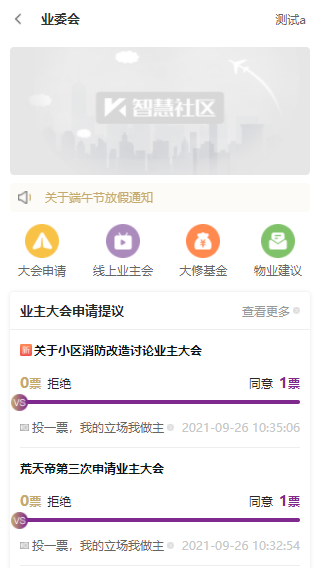 业委会
测试a
智慧社区
关于端午节放假通知
大会申请 线上业主会 大修基金 物业建议
业主大会申请提议
查看更多
新 关于小区消防改造讨论业主大会
0票 拒绝 同意 1票
VS
投一票，我的立场我做主 2021-09-26 10:35:06
荒天帝第三次申请业主大会
0票 拒绝 同意 1票
VS
投一票，我的立场我做主 2021-09-26 10:32:54